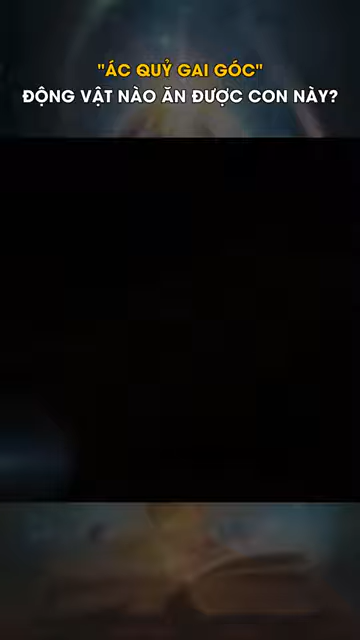 "ÁC QUỶ GAI GÓC"
ĐỘNG VẬT NÀO ĂN ĐƯỢC CON NÀY?